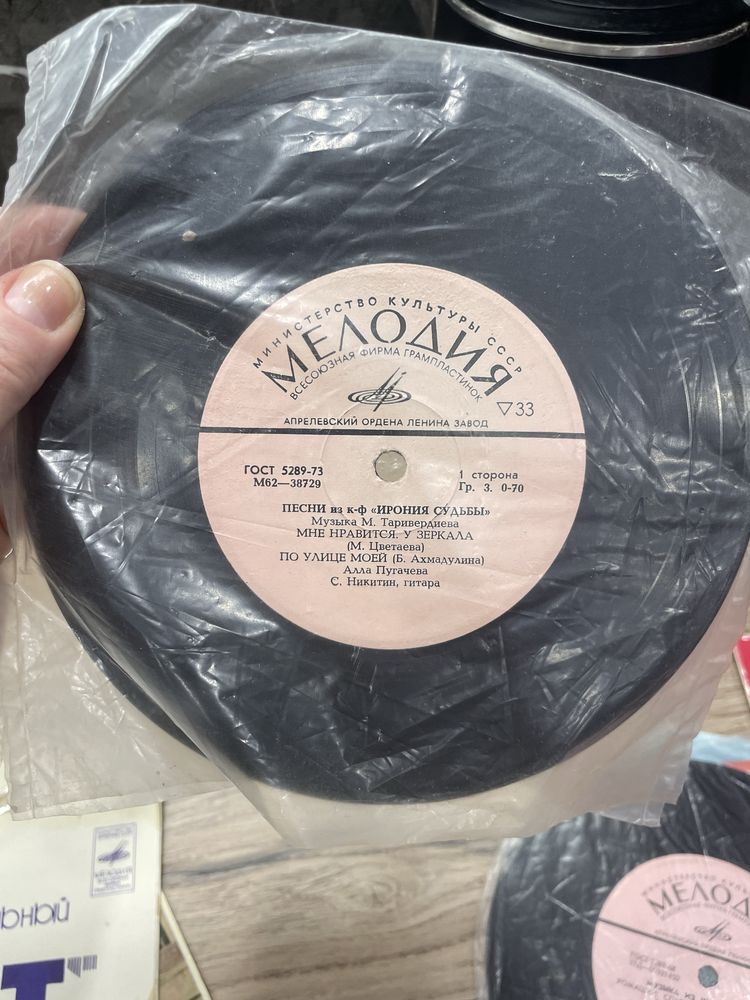 МИНИСТЕРСТВО КУЛЬТУРЫ СССР
МЕЛОДИЯ
ВСЕСОЮЗНАЯ ФИРМА ГРАМПЛАСТИНОК
▽33
АПРЕЛЕВСКИЙ ОРДЕНА ЛЕНИНА ЗАВОД
ГОСТ 5289-73
М62—38729
1 сторона
Гр. 3. 0-70
ПЕСНИ из к-ф «ИРОНИЯ СУДЬБЫ»
Музыка М. Таривердиева
МНЕ НРАВИТСЯ. У ЗЕРКАЛА
(М. Цветаева)
ПО УЛИЦЕ МОЕЙ (Б. Ахмадулина)
Алла Пугачева
С. Никитин, гитара
МЕЛОД